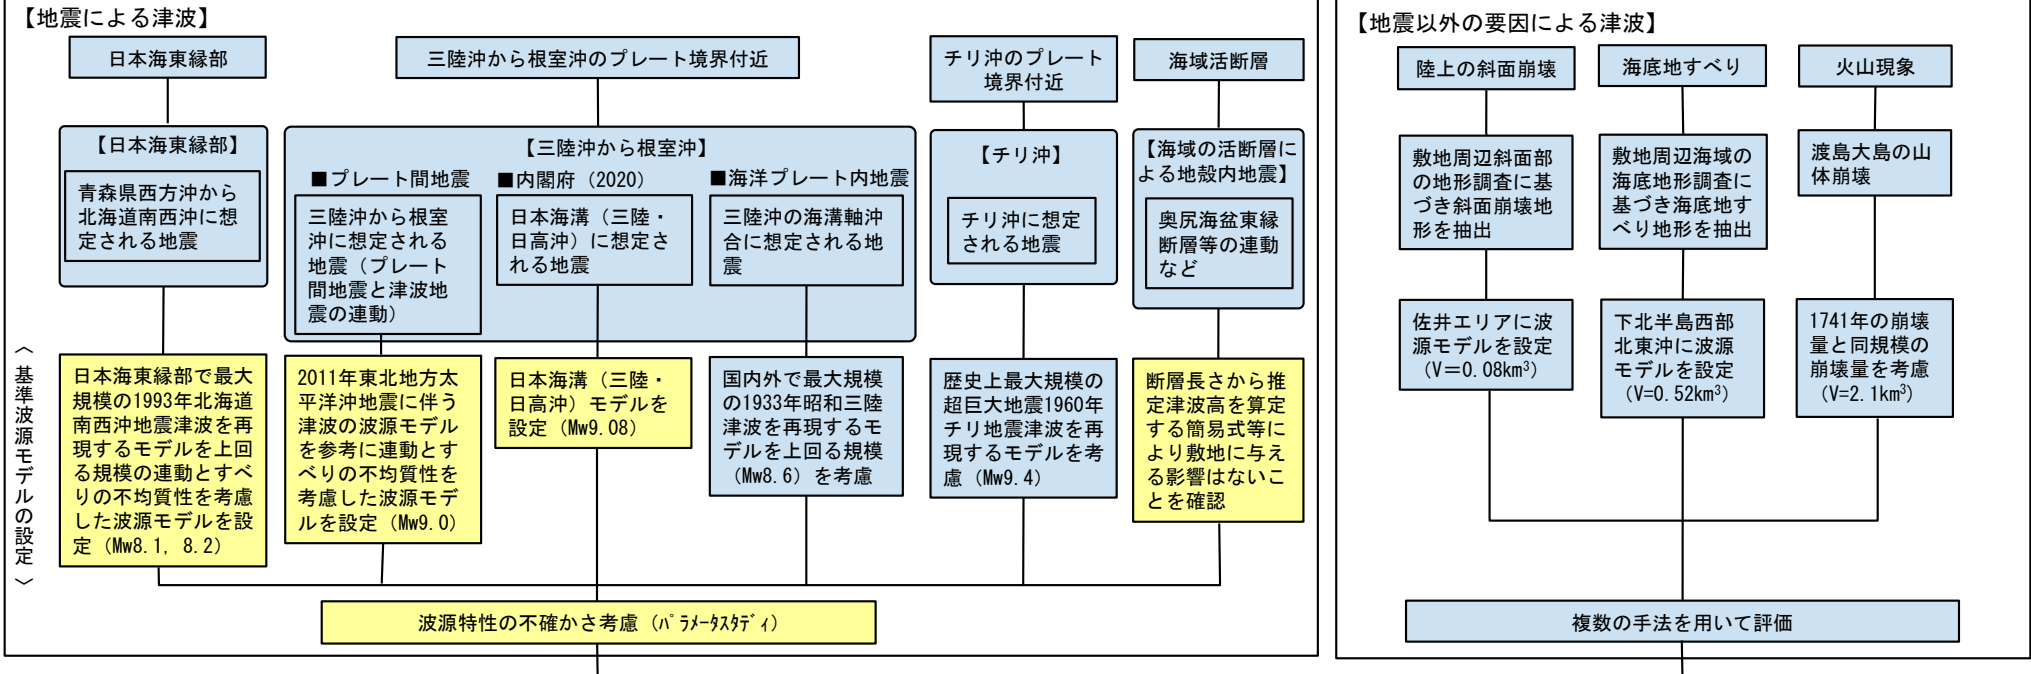 【地震による津波】
日本海東縁部
三陸沖から根室沖のプレート境界付近
チリ沖のプレート
境界付近
海域活断層
【日本海東縁部】
青森県西方沖から
北海道南西沖に想
定される地震
【三陸沖から根室沖】
■プレート間地震
三陸沖から根室
沖に想定される
地震（プレート
間地震と津波地
震の連動）
■内閣府（2020）
日本海溝（三陸・
日高沖）に想定さ
れる地震
■海洋プレート内地震
三陸沖の海溝軸沖
合に想定される地
震
【チリ沖】
チリ沖に想定
される地震
【海域の活断層に
よる地殻内地震】
奥尻海盆東縁
断層等の連動
など
〈基準波源モデルの設定〉
日本海東縁部で最大
規模の1993年北海道
南西沖地震津波を再
現するモデルを上回
る規模の連動とすべ
りの不均質性を考慮
した波源モデルを設
定（Mw8.1, 8.2）
2011年東北地方太
平洋沖地震に伴う
津波の波源モデル
を参考に連動とす
べりの不均質性を
考慮した波源モデ
ルを設定（Mw9.0）
日本海溝（三陸・
日高沖）モデルを
設定（Mw9.08）
国内外で最大規模
の1933年昭和三陸
津波を再現するモ
デルを上回る規模
（Mw8.6）を考慮
歴史上最大規模の
超巨大地震1960年
チリ地震津波を再
現するモデルを考
慮（Mw9.4）
断層長さから推
定津波高を算定
する簡易式等に
より敷地に与え
る影響はないこ
とを確認
波源特性の不確かさ考慮（ﾊﾟﾗﾒｰﾀｽﾀﾃﾞｨ）
【地震以外の要因による津波】
陸上の斜面崩壊
海底地すべり
火山現象
敷地周辺斜面部
の地形調査に基
づき斜面崩壊地
形を抽出
敷地周辺海域の
海底地形調査に
基づき海底地す
べり地形を抽出
渡島大島の山
体崩壊
佐井エリアに波
源モデルを設定
（V＝0.08km³）
下北半島西部
北東沖に波源
モデルを設定
（V=0.52km³）
1741年の崩壊
量と同規模の
崩壊量を考慮
（V=2.1km³）
複数の手法を用いて評価